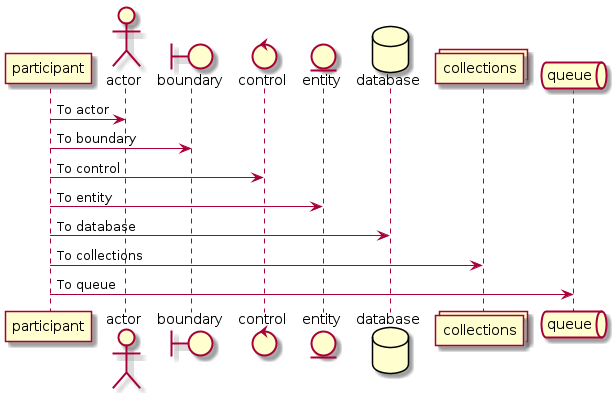 participant
actor
boundary
control
entity
database
collections
queue
To actor
To boundary
To control
To entity
To database
To collections
To queue
participant
actor
boundary
control
entity
database
collections
queue